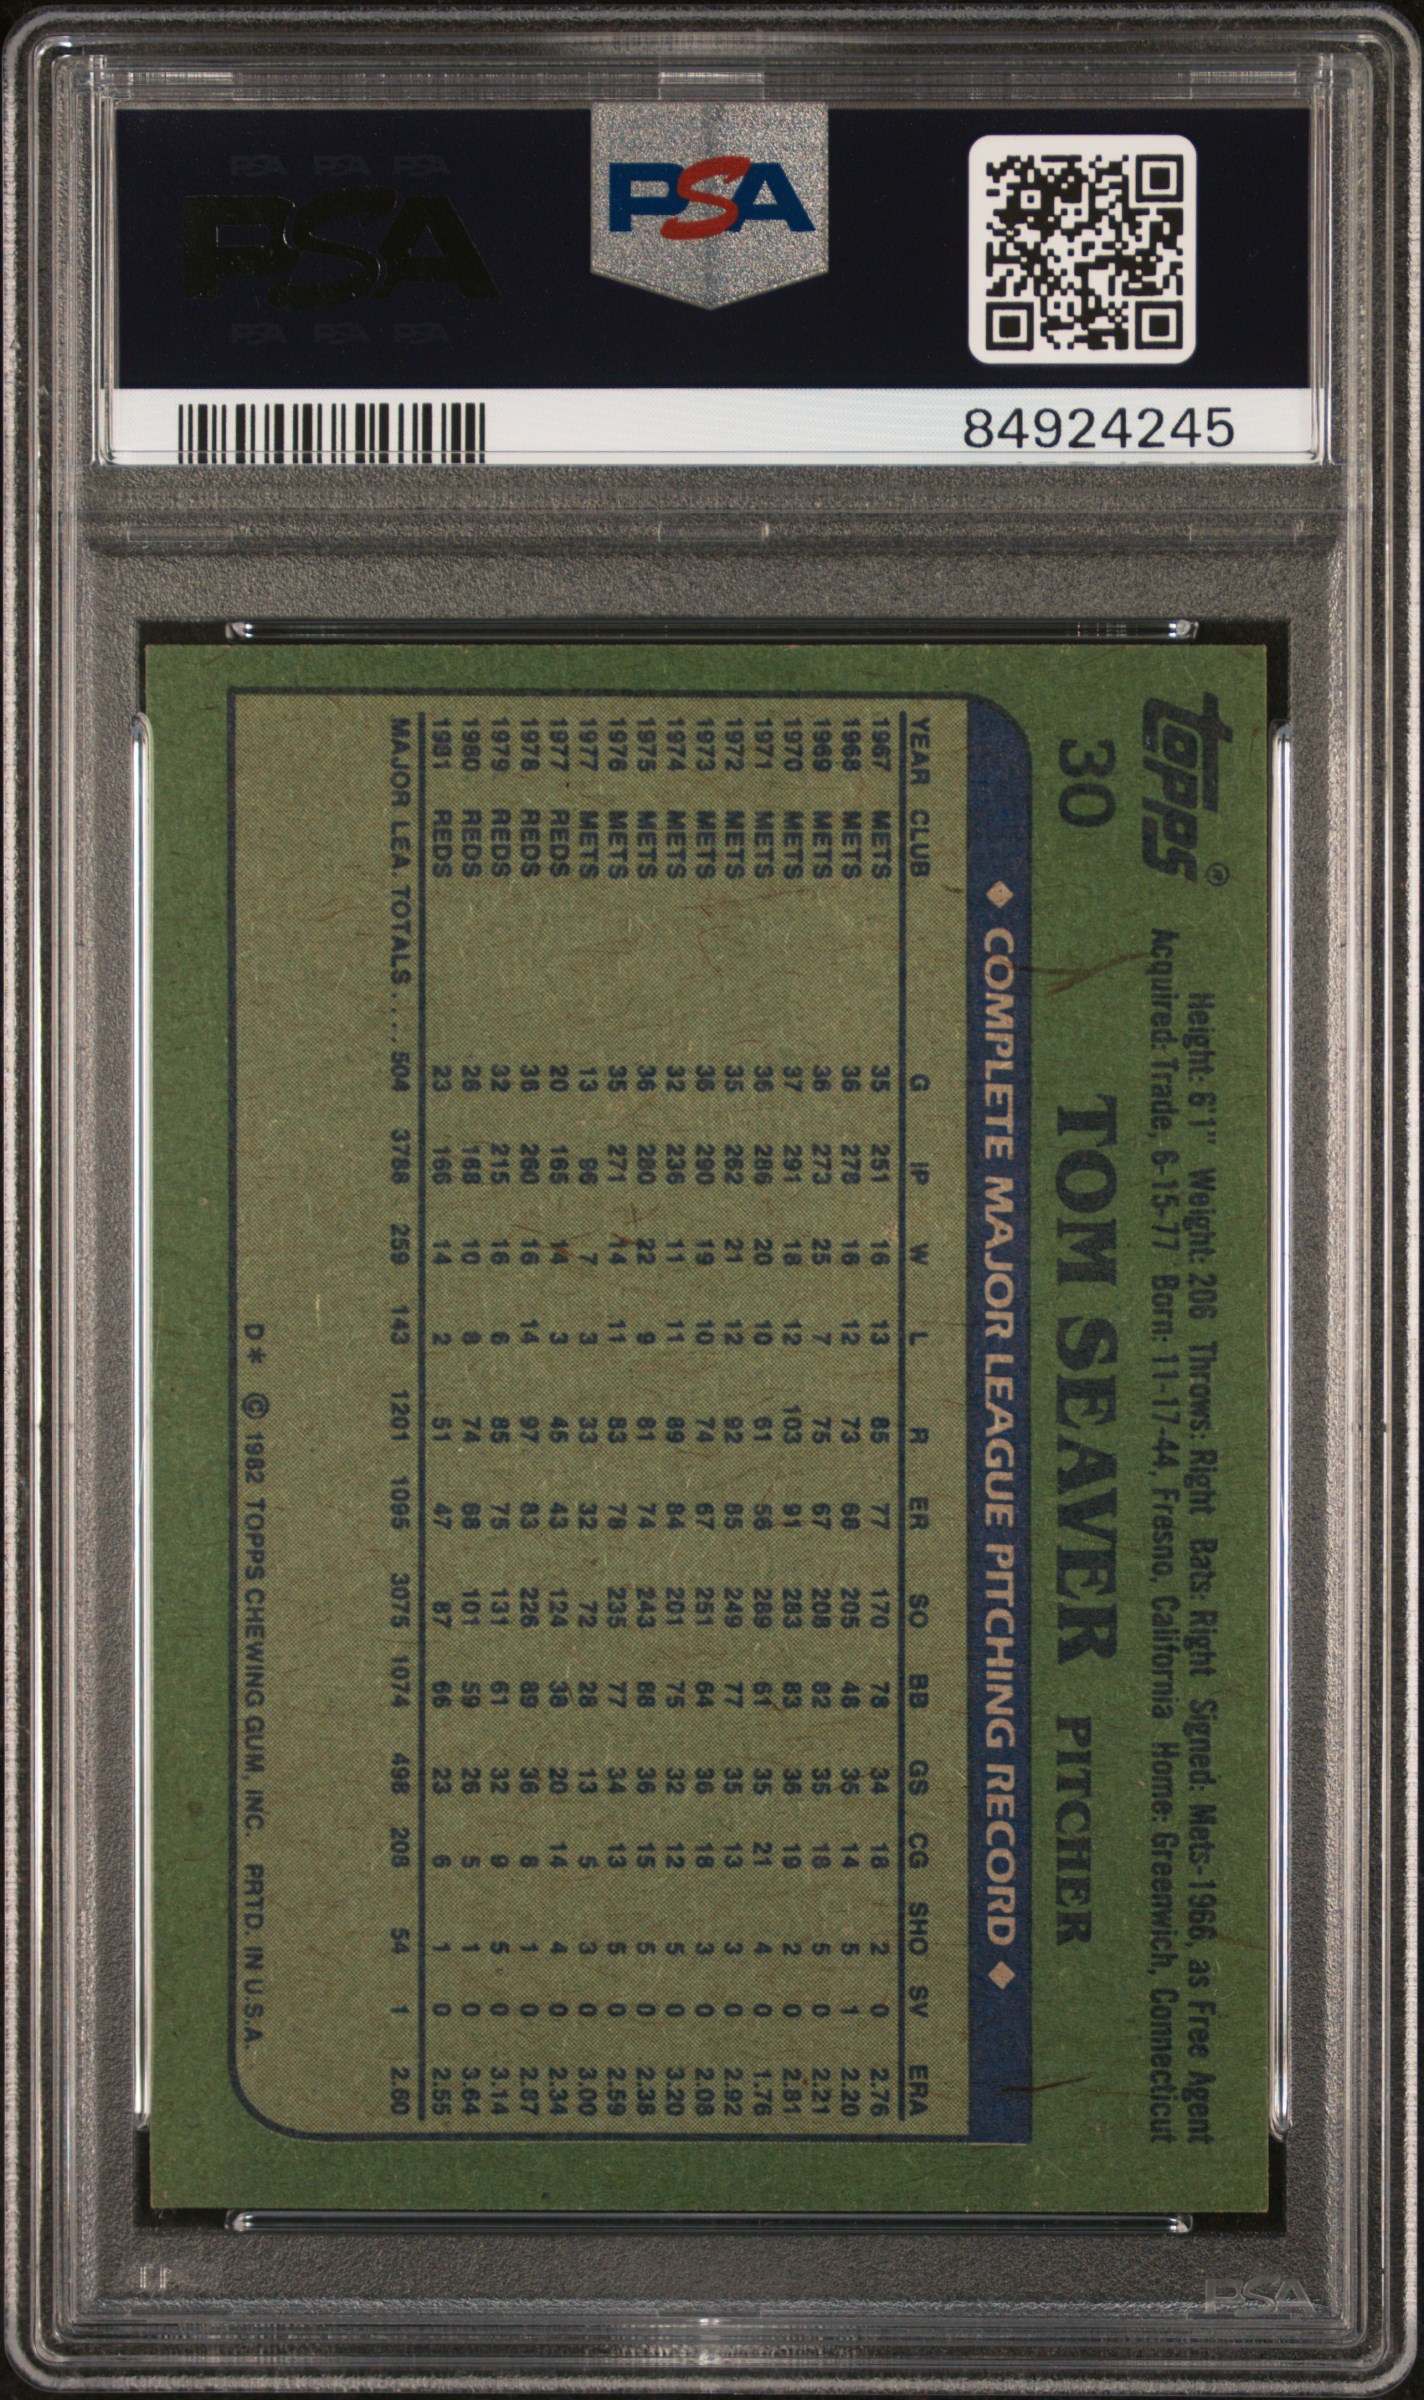 PSA PSA PSA
PSA
PSA PSA PSA
PSA
84924245
topps®
Height: 6'1" Weight: 206 Throws: Right Bats: Right Signed: Mets-1966, as Free Agent
Acquired: Trade, 6-15-77 Born: 11-17-44, Fresno, California Home: Greenwich, Connecticut
30 TOM SEAVER PITCHER
◆ COMPLETE MAJOR LEAGUE PITCHING RECORD ◆
YEAR CLUB G IP W L R ER SO BB GS CG SHO SV ERA
1967 METS 35 251 16 13 85 77 170 78 34 18 2 0 2.76
1968 METS 36 278 16 12 73 68 205 48 35 14 5 1 2.20
1969 METS 36 273 25 7 75 67 208 82 35 18 5 0 2.21
1970 METS 37 291 18 12 103 91 283 83 36 19 2 0 2.81
1971 METS 36 286 20 10 61 56 289 61 35 21 4 0 1.76
1972 METS 35 262 21 12 92 85 249 77 35 13 3 0 2.92
1973 METS 36 290 19 10 74 67 251 64 36 18 3 0 2.08
1974 METS 32 236 11 11 89 84 201 75 32 12 5 0 3.20
1975 METS 36 280 22 9 81 74 243 88 36 15 5 0 2.38
1976 METS 35 271 14 11 83 78 235 77 34 13 5 0 2.59
1977 METS 13 96 7 3 33 32 72 28 13 5 3 0 3.00
1977 REDS 20 165 14 3 45 43 124 38 20 14 4 0 2.34
1978 REDS 36 260 16 14 97 83 226 89 36 8 1 0 2.87
1979 REDS 32 215 16 6 85 75 131 61 32 9 5 0 3.14
1980 REDS 26 168 10 8 74 68 101 59 26 5 1 0 3.64
1981 REDS 23 166 14 2 51 47 87 66 23 6 1 0 2.55
MAJOR LEA. TOTALS.... 504 3788 259 143 1201 1095 3075 1074 498 208 54 1 2.60
D* © 1982 TOPPS CHEWING GUM, INC. PRTD. IN U.S.A.
PSA